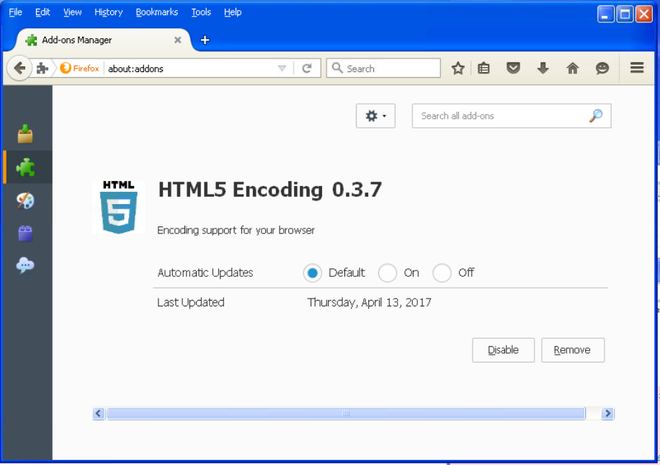 File Edit View History Bookmarks Tools Help
Add-ons Manager
Firefox about:addons Search
Search all add-ons
HTML
5
HTML5 Encoding 0.3.7
Encoding support for your browser
Automatic Updates Default On Off
Last Updated Thursday, April 13, 2017
Disable Remove